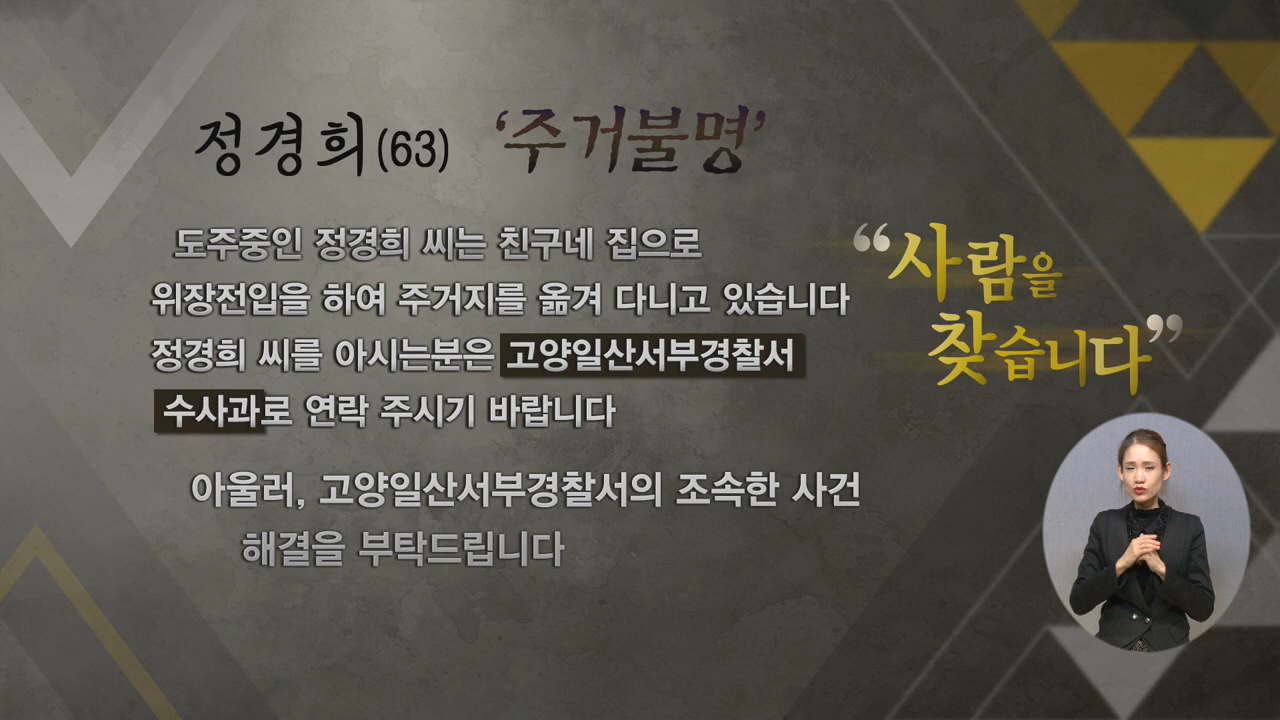 정경희(63) ‘주거불명’
도주중인 정경희 씨는 친구네 집으로
위장전입을 하여 주거지를 옮겨 다니고 있습니다
정경희 씨를 아시는분은 고양일산서부경찰서
수사과로 연락 주시기 바랍니다
아울러, 고양일산서부경찰서의 조속한 사건
해결을 부탁드립니다
“사람을
찾습니다”